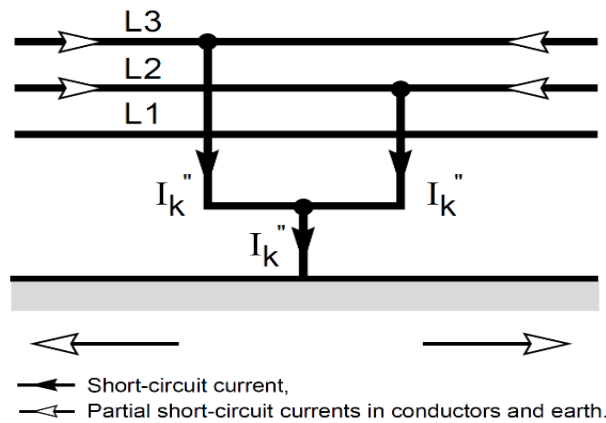 L3
L2
L1
Ik" Ik"
Ik"
Short-circuit current,
Partial short-circuit currents in conductors and earth.